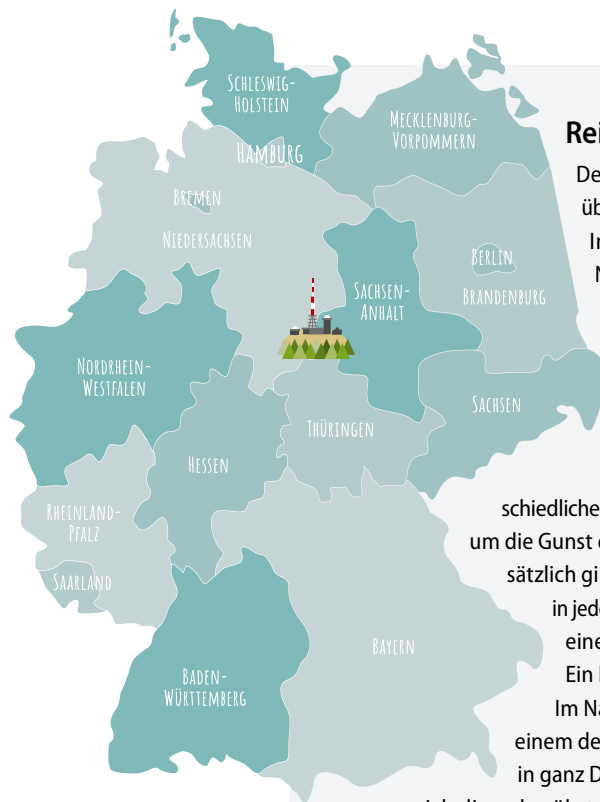 SCHLESWIG-
HOLSTEIN
MECKLENBURG-
VORPOMMERN
HAMBURG
BREMEN
NIEDERSACHSEN
BERLIN
BRANDENBURG
SACHSEN-
ANHALT
NORDRHEIN-
WESTFALEN
SACHSEN
THÜRINGEN
HESSEN
RHEINLAND-
PFALZ
SAARLAND
BAYERN
BADEN-
WÜRTTEMBERG
Rei
De
üb
In
schiedliche
um die Gunst
sätzlich gi
in jed
eine
Ein
Im Na
einem de
in ganz D